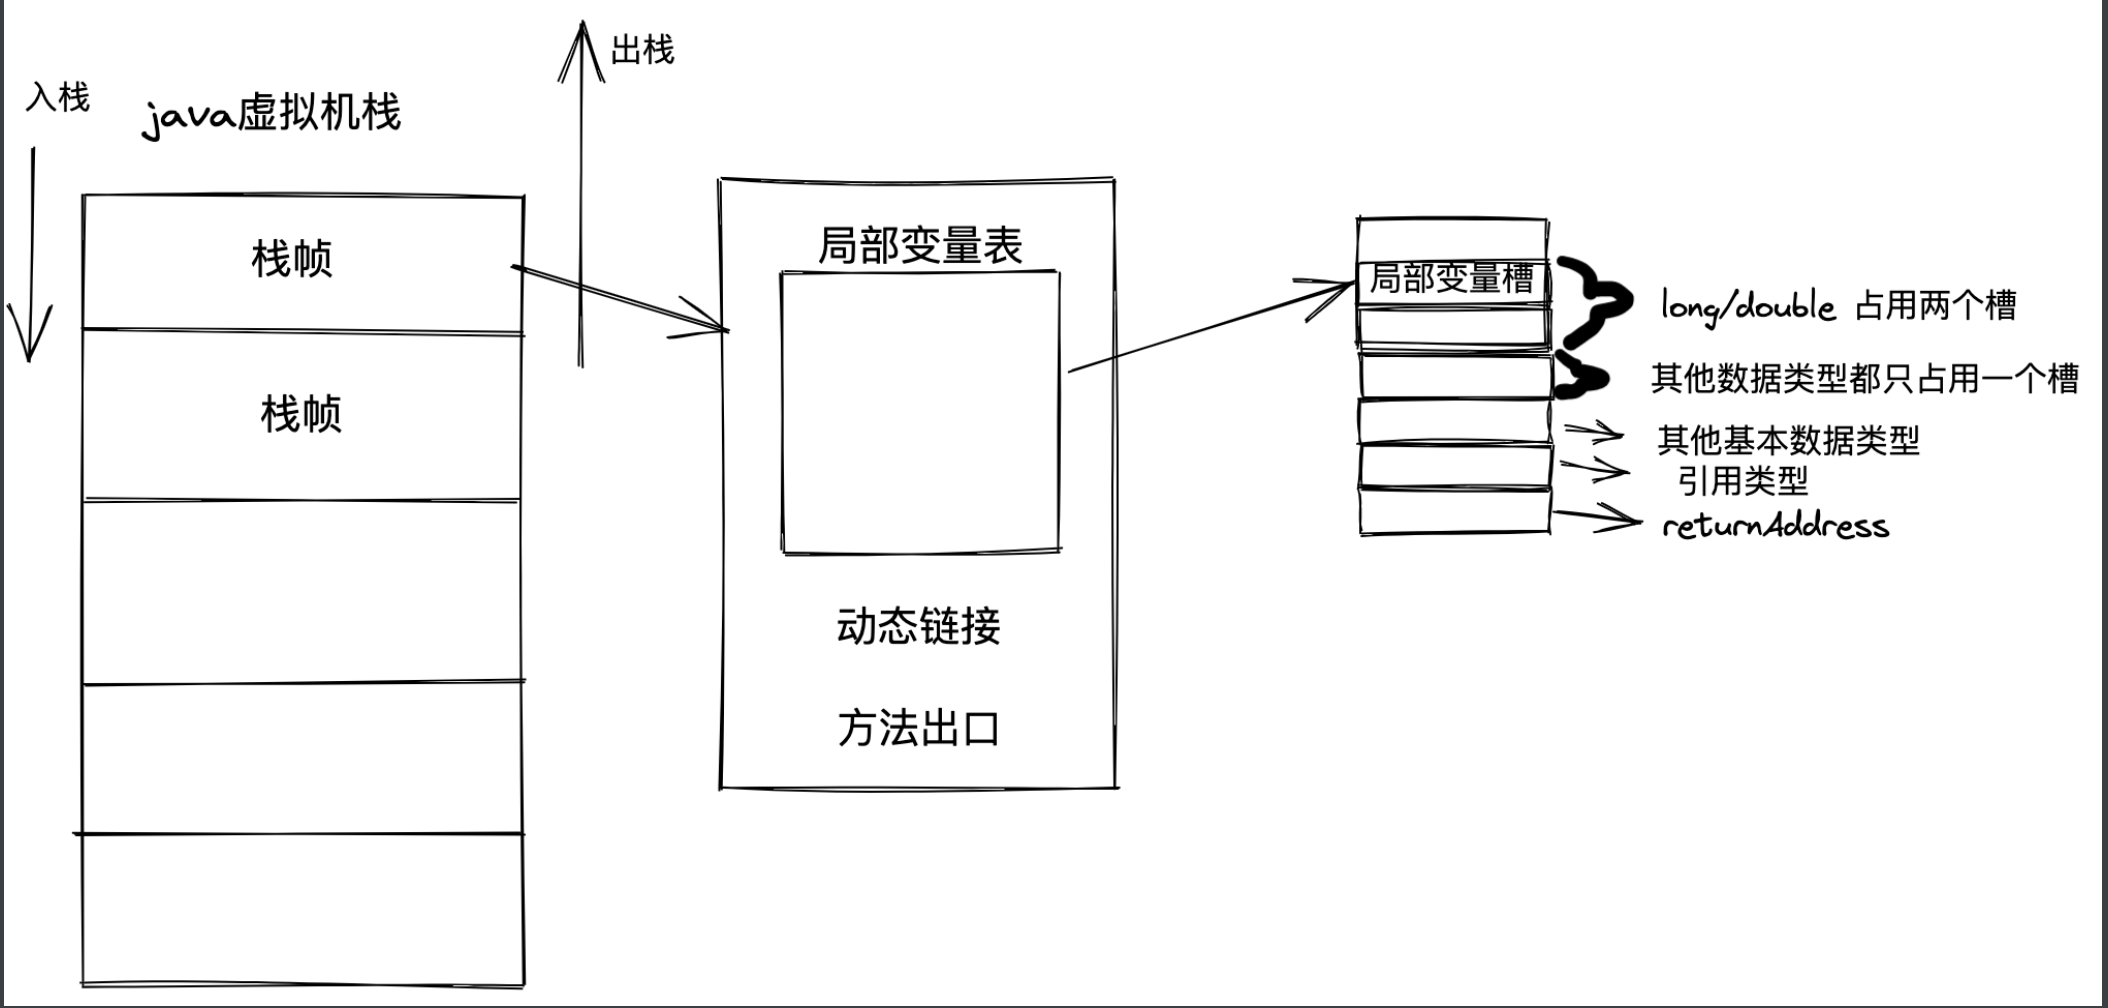 入栈
java虚拟机栈
出栈
栈帧
栈帧
局部变量表
动态链接
方法出口
局部变量槽
long/double 占用两个槽
其他数据类型都只占用一个槽
其他基本数据类型
引用类型
returnAddress